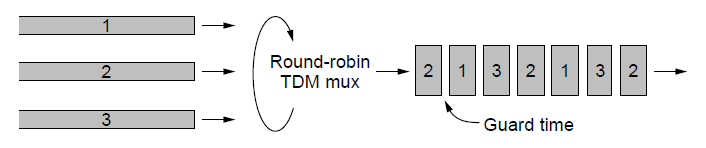 1
2
3
Round-robin
TDM mux
2 1 3 2 1 3 2
Guard time